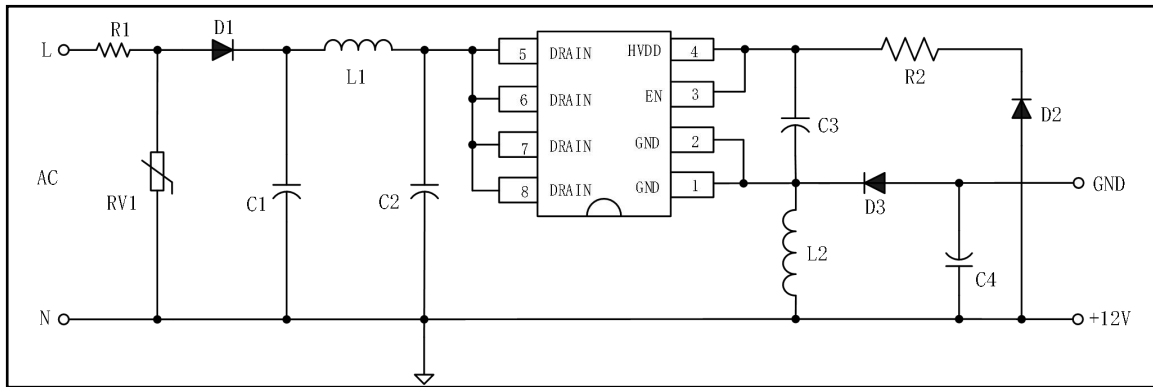 R1
D1
L
L1
RV1
AC
C1
C2
5 DRAIN HVDD 4
6 DRAIN EN 3
7 DRAIN GND 2
8 DRAIN GND 1
R2
C3
D2
D3
GND
L2
C4
N
+12V